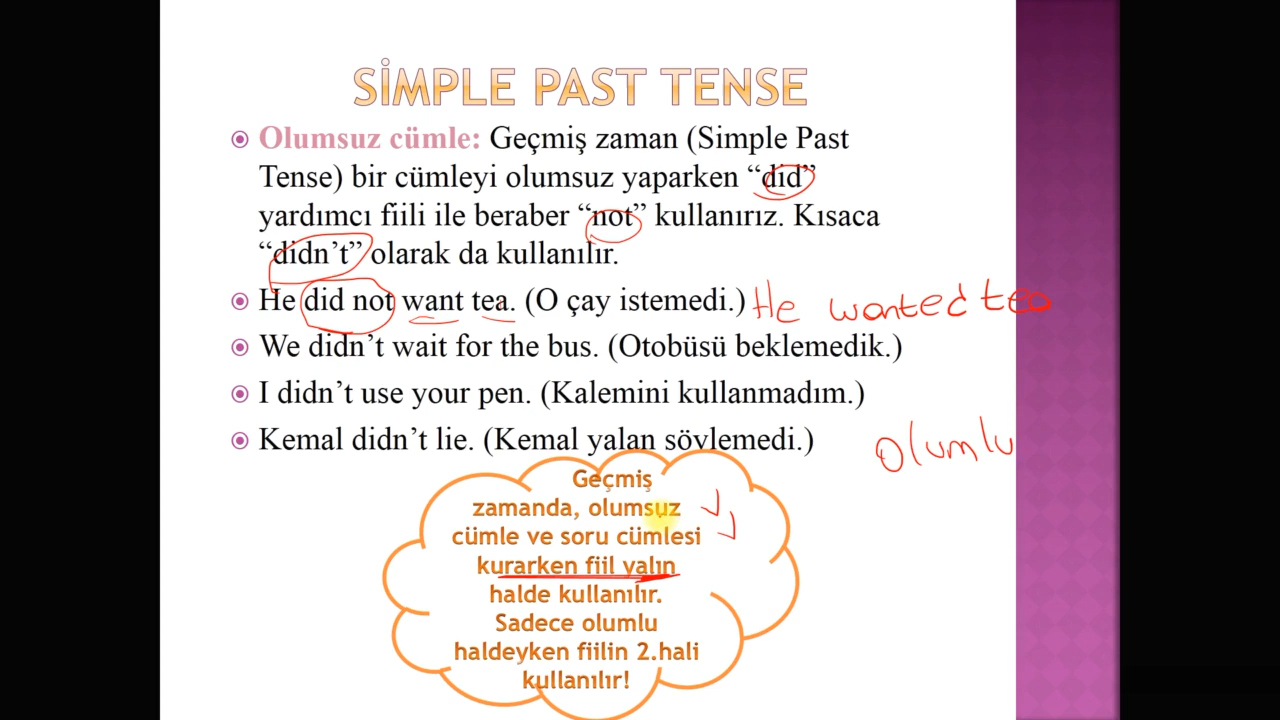 SİMPLE PAST TENSE
Olumsuz cümle: Geçmiş zaman (Simple Past
Tense) bir cümleyi olumsuz yaparken “did”
yardımcı fiili ile beraber “not” kullanırız. Kısaca
“didn’t” olarak da kullanılır.
He did not want tea. (O çay istemedi.) He wanted tea
We didn’t wait for the bus. (Otobüsü beklemedik.)
I didn’t use your pen. (Kalemini kullanmadım.)
Kemal didn’t lie. (Kemal yalan söylemedi.)
Olumlu
Geçmiş
zamanda, olumsuz
cümle ve soru cümlesi
kurarken fiil yalın
halde kullanılır.
Sadece olumlu
haldeyken fiilin 2.hali
kullanılır!